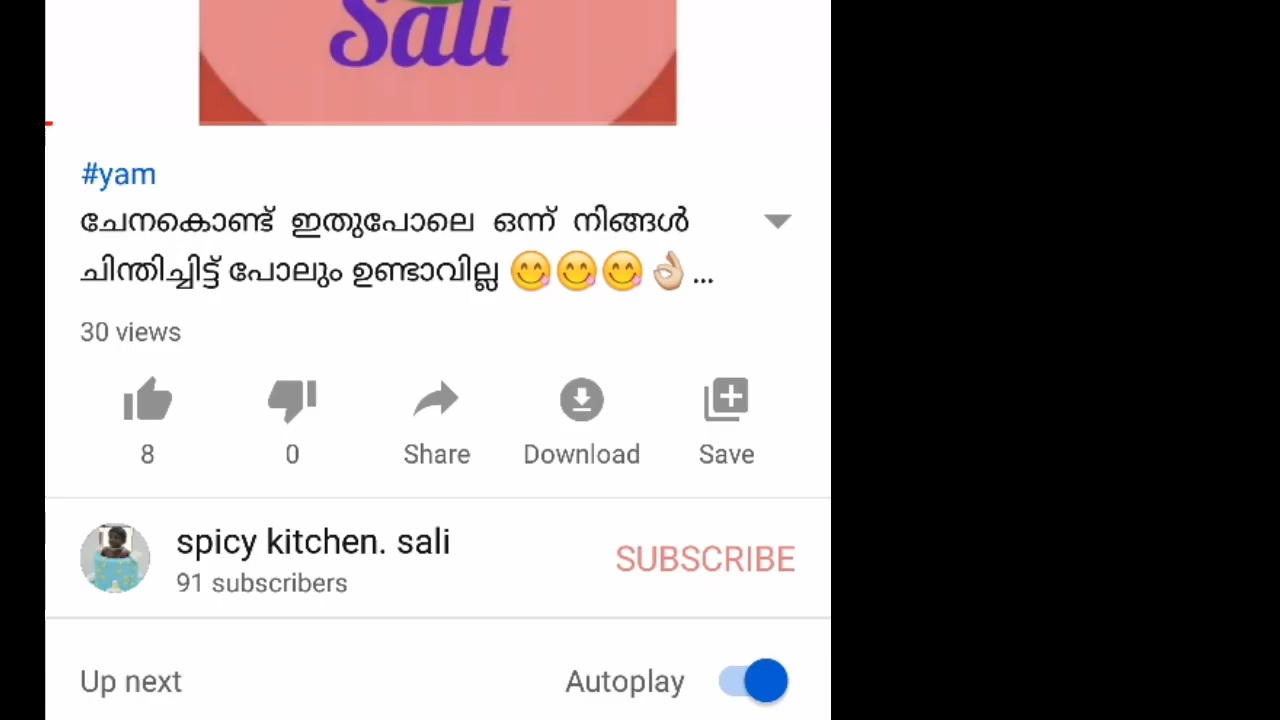 Sali
#yam
ചേനകൊണ്ട് ഇതുപോലെ ഒന്ന് നിങ്ങൾ
ചിന്തിച്ചിട്ട് പോലും ഉണ്ടാവില്ല 😋😋😋👌🏼...
30 views
8 0 Share Download Save
spicy kitchen. sali
SUBSCRIBE
91 subscribers
Up next Autoplay